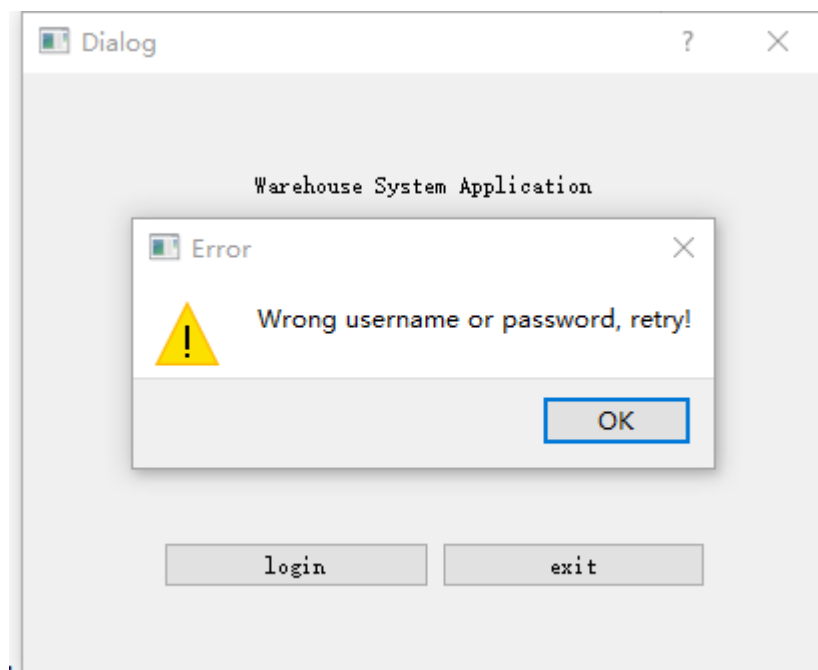 Dialog
?
Warehouse System Application
Error
Wrong username or password, retry!
!
OK
login exit